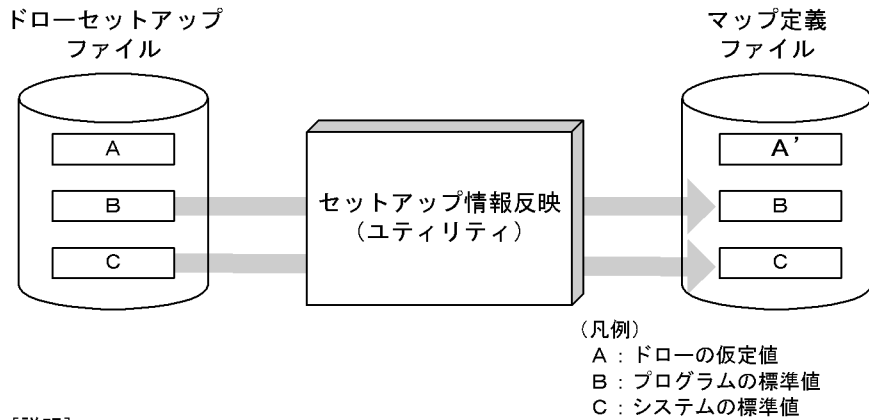 ドローセットアップ
ファイル
マップ定義
ファイル
A
B
C
セットアップ情報反映
（ユティリティ）
A'
B
C
（凡例）
A：ドローの仮定値
B：プログラムの標準値
C：システムの標準値